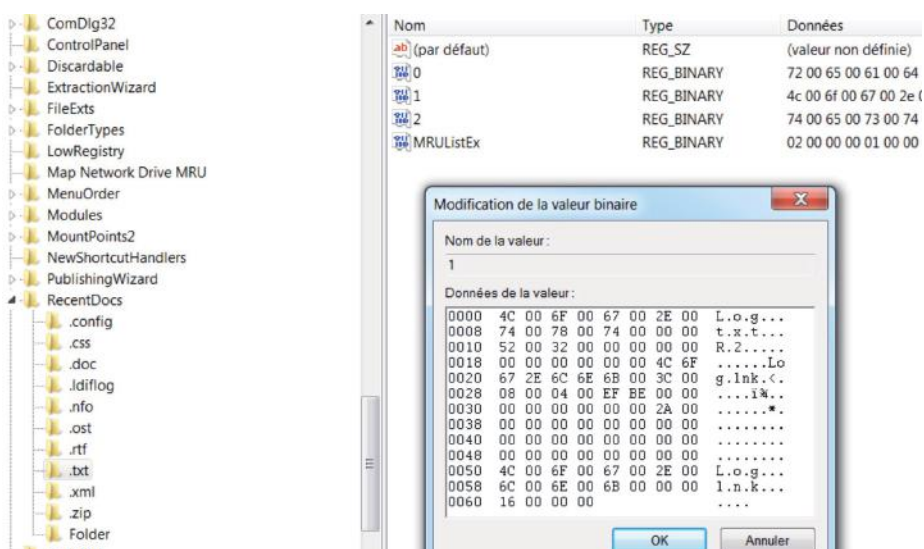 ComDlg32
ControlPanel
Discardable
ExtractionWizard
FileExts
FolderTypes
LowRegistry
Map Network Drive MRU
MenuOrder
Modules
MountPoints2
NewShortcutHandlers
PublishingWizard
RecentDocs
.config
.css
.doc
.ldiflog
.nfo
.ost
.rtf
.txt
.xml
.zip
Folder
Nom Type Données
(par défaut) REG_SZ (valeur non définie)
0 REG_BINARY 72 00 65 00 61 00 64
1 REG_BINARY 4c 00 6f 00 67 00 2e 0
2 REG_BINARY 74 00 65 00 73 00 74
MRUListEx REG_BINARY 02 00 00 00 01 00 00
Modification de la valeur binaire
Nom de la valeur :
1
Données de la valeur :
0000 4C 00 6F 00 67 00 2E 00 L.o.g...
0008 74 00 78 00 74 00 00 00 t.x.t...
0010 52 00 32 00 00 00 00 00 R.2.....
0018 00 00 00 00 00 00 4C 6F ......Lo
0020 67 2E 6C 6E 6B 00 3C 00 g.lnk.<.
0028 08 00 04 00 EF BE 00 00 ....ï¾..
0030 00 00 00 00 00 00 2A 00 ......*.
0038 00 00 00 00 00 00 00 00 ........
0040 00 00 00 00 00 00 00 00 ........
0048 00 00 00 00 00 00 00 00 ........
0050 4C 00 6F 00 67 00 2E 00 L.o.g...
0058 6C 00 6E 00 6B 00 00 00 l.n.k...
0060 16 00 00 00 ....
OK Annuler